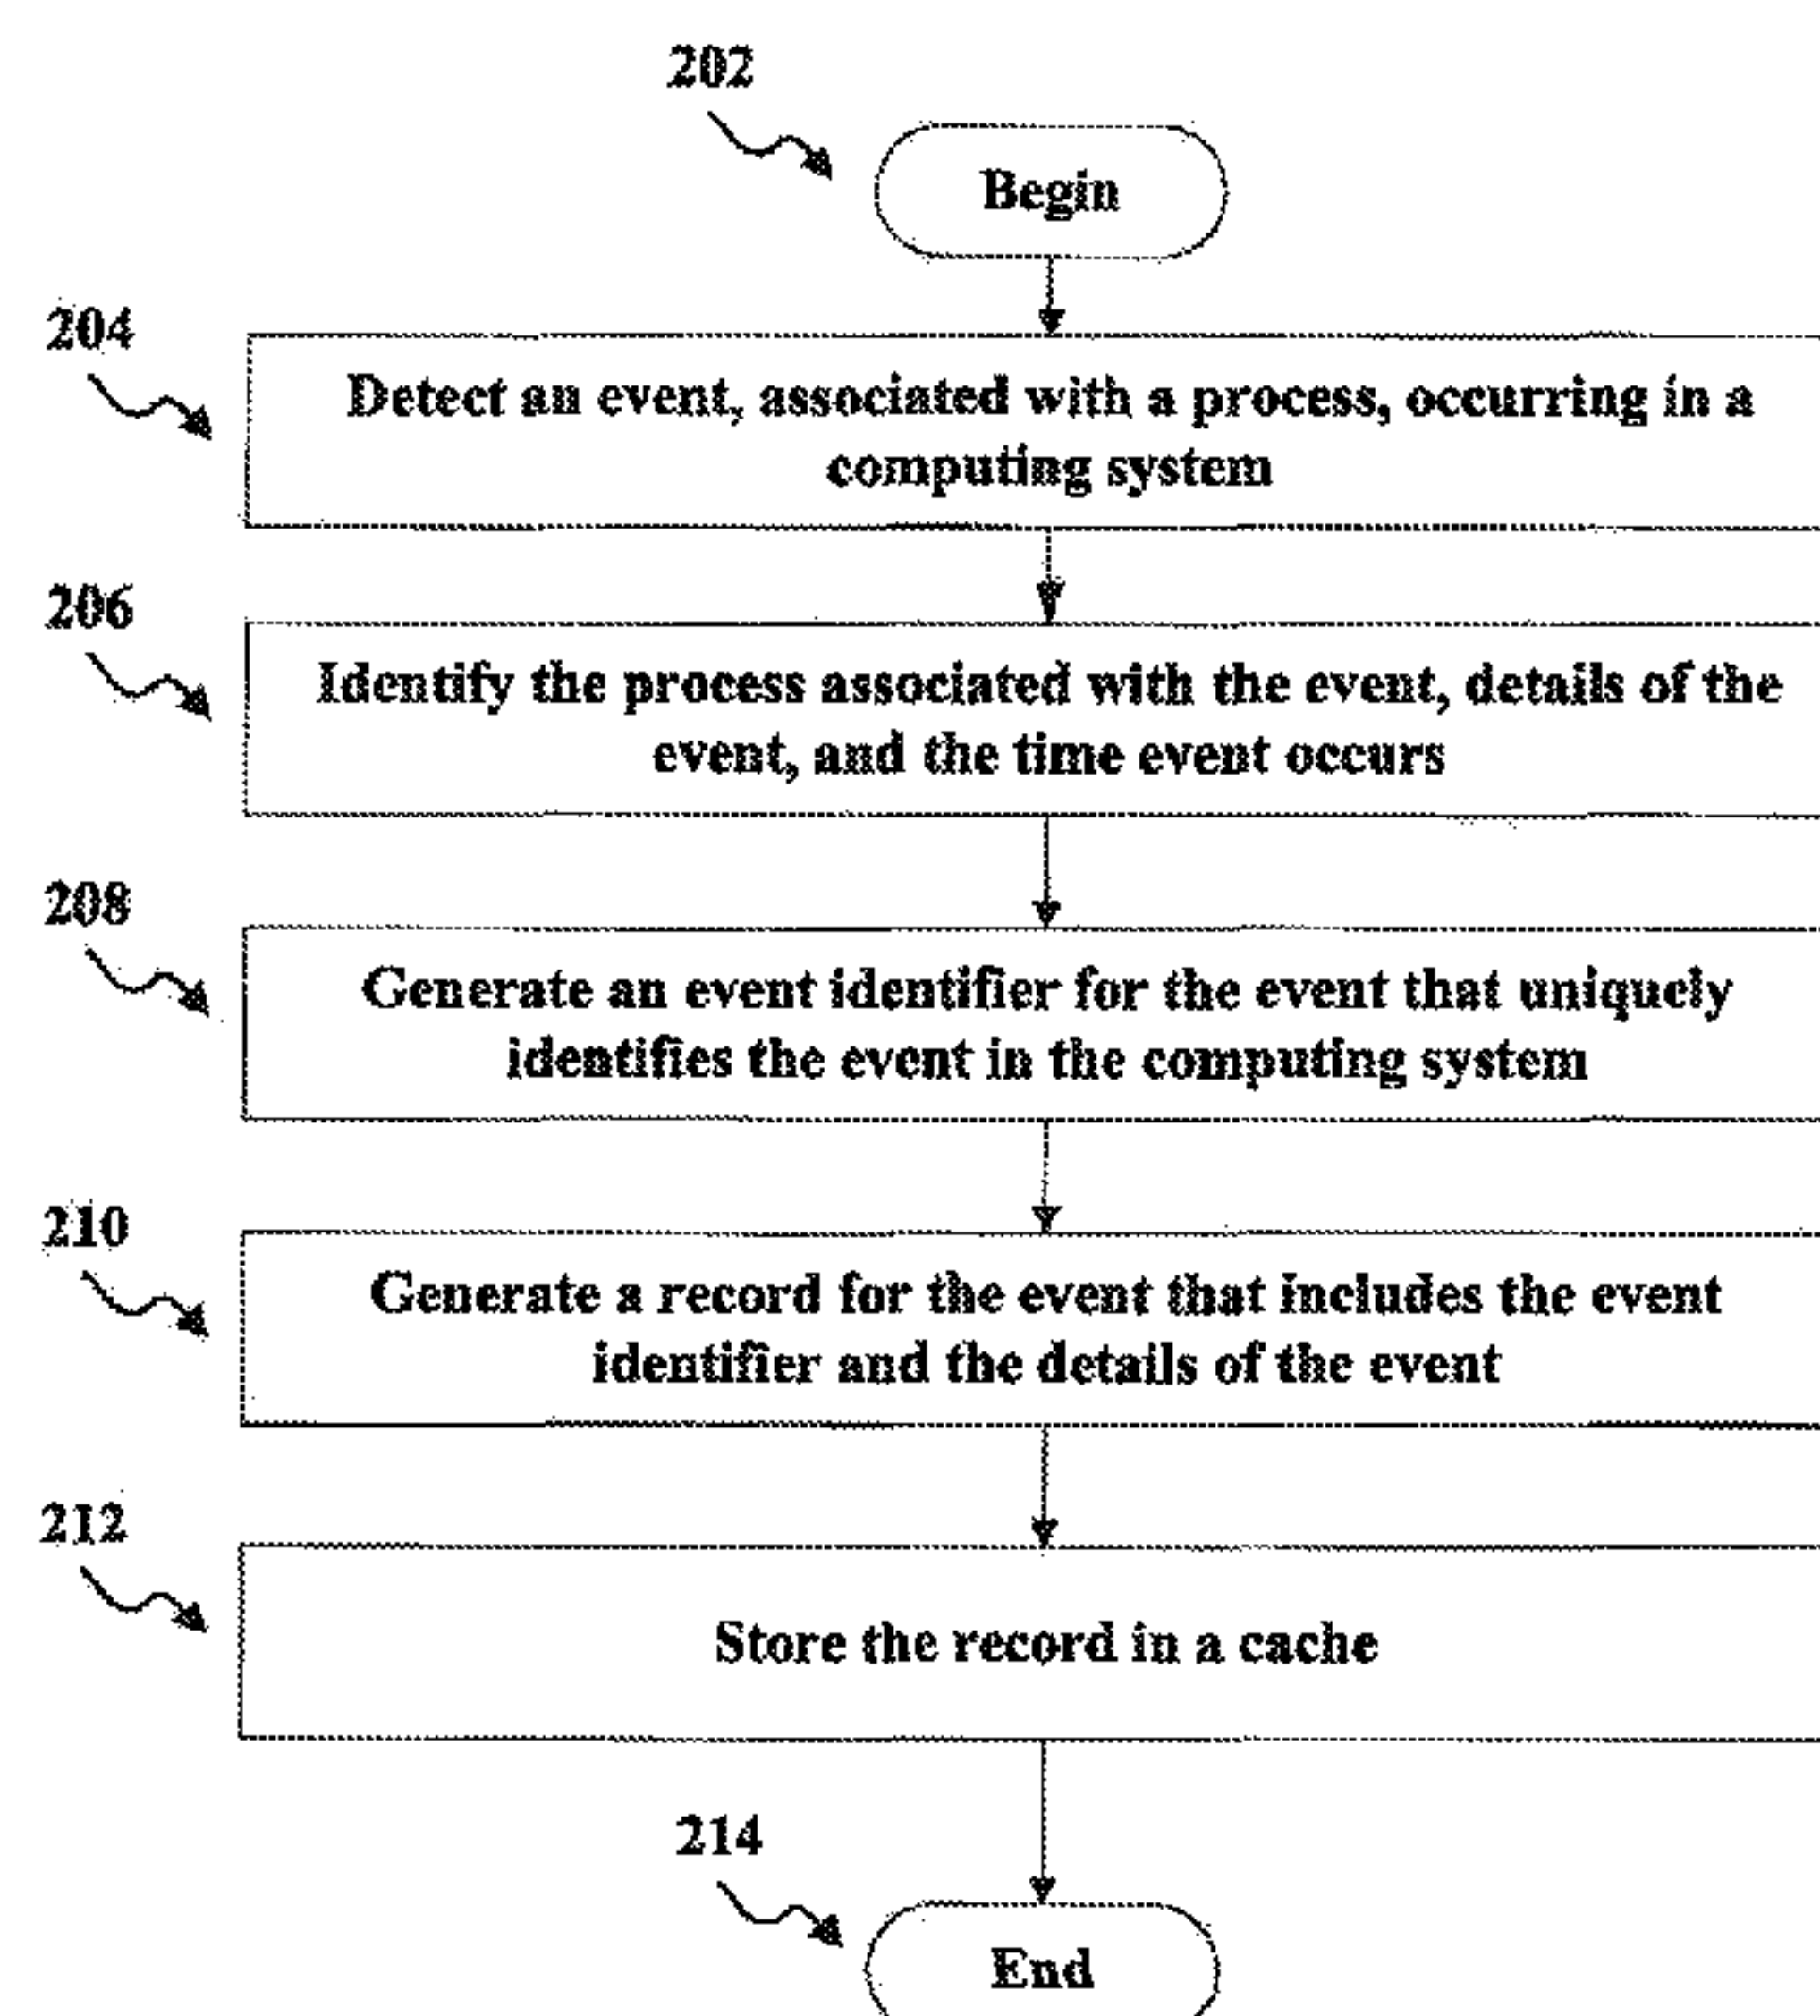 202
Begin
204
Detect an event, associated with a process, occurring in a
computing system
206
Identify the process associated with the event, details of the
event, and the time event occurs
208
Generate an event identifier for the event that uniquely
identifies the event in the computing system
210
Generate a record for the event that includes the event
identifier and the details of the event
212
Store the record in a cache
214
End